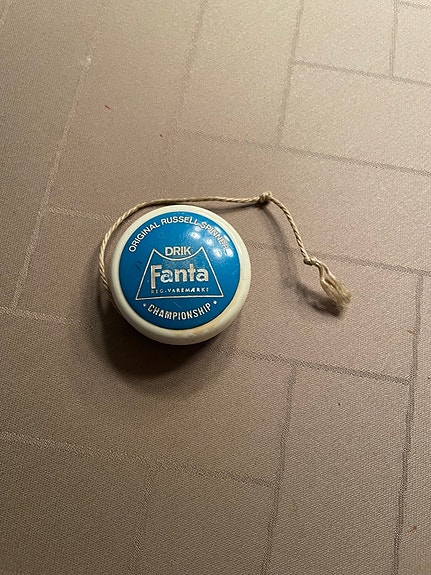 ORIGINAL RUSSELL SPINNER
DRIK
Fanta
REG. VAREMÆRKE
• CHAMPIONSHIP •